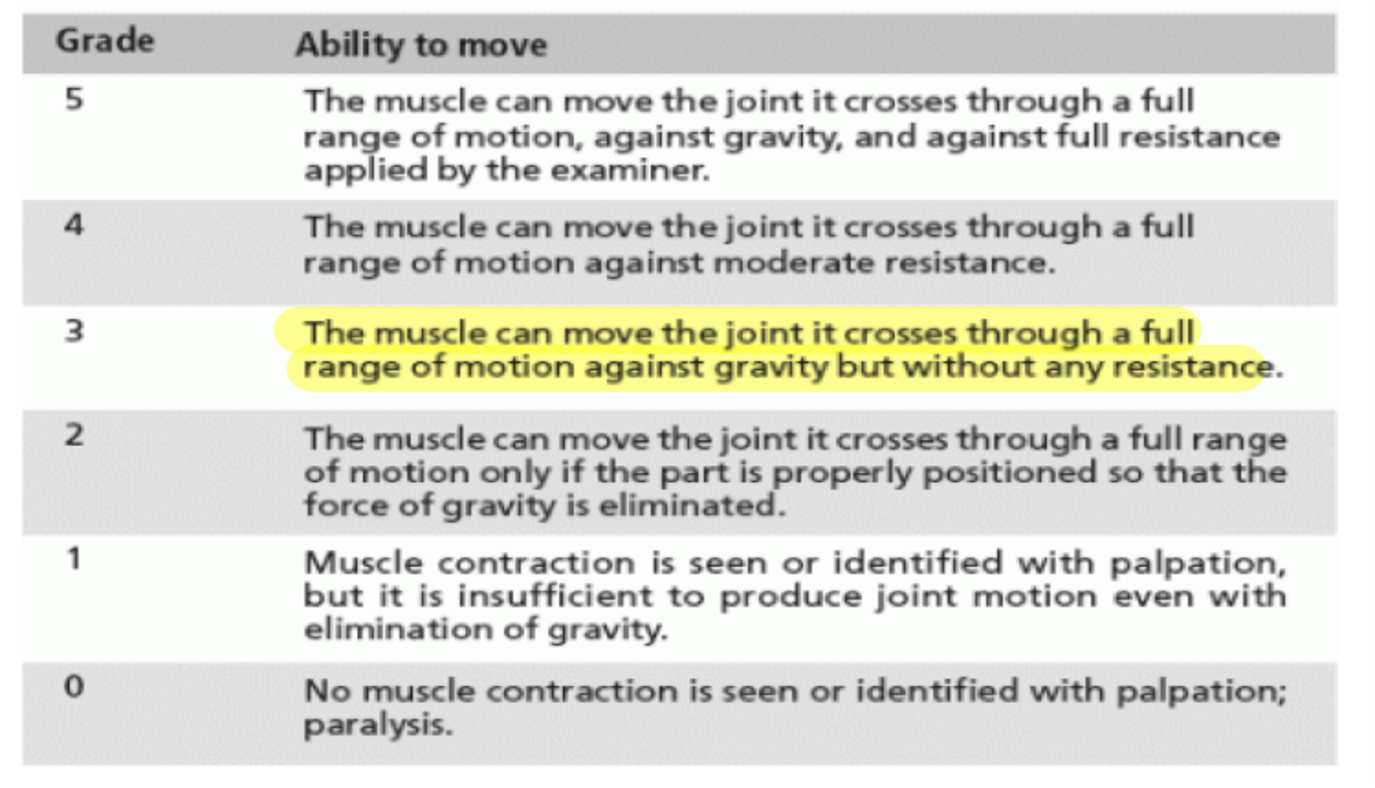 Grade Ability to move
5 The muscle can move the joint it crosses through a full
range of motion, against gravity, and against full resistance
applied by the examiner.
4 The muscle can move the joint it crosses through a full
range of motion against moderate resistance.
3 The muscle can move the joint it crosses through a full
range of motion against gravity but without any resistance.
2 The muscle can move the joint it crosses through a full range
of motion only if the part is properly positioned so that the
force of gravity is eliminated.
1 Muscle contraction is seen or identified with palpation,
but it is insufficient to produce joint motion even with
elimination of gravity.
0 No muscle contraction is seen or identified with palpation;
paralysis.